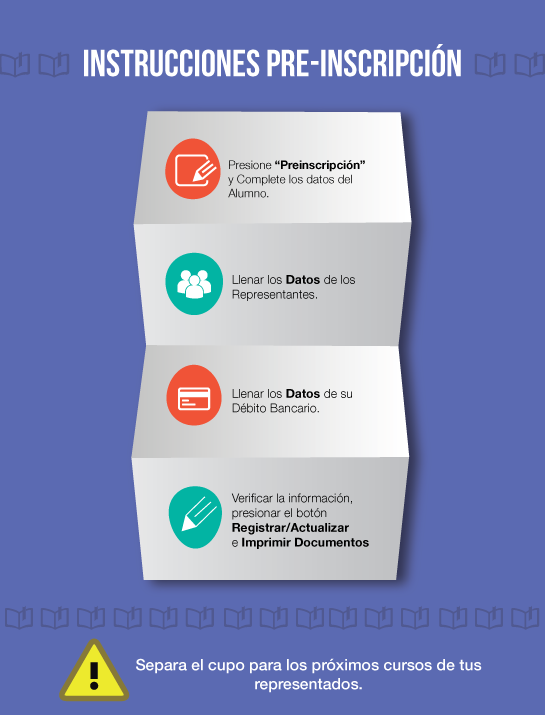 INSTRUCCIONES PRE-INSCRIPCIÓN
Presione “Preinscripción”
y Complete los datos del
Alumno.
Llenar los Datos de los
Representantes.
Llenar los Datos de su
Débito Bancario.
Verificar la información,
presionar el botón
Registrar/Actualizar
e Imprimir Documentos
Separa el cupo para los próximos cursos de tus
representados.